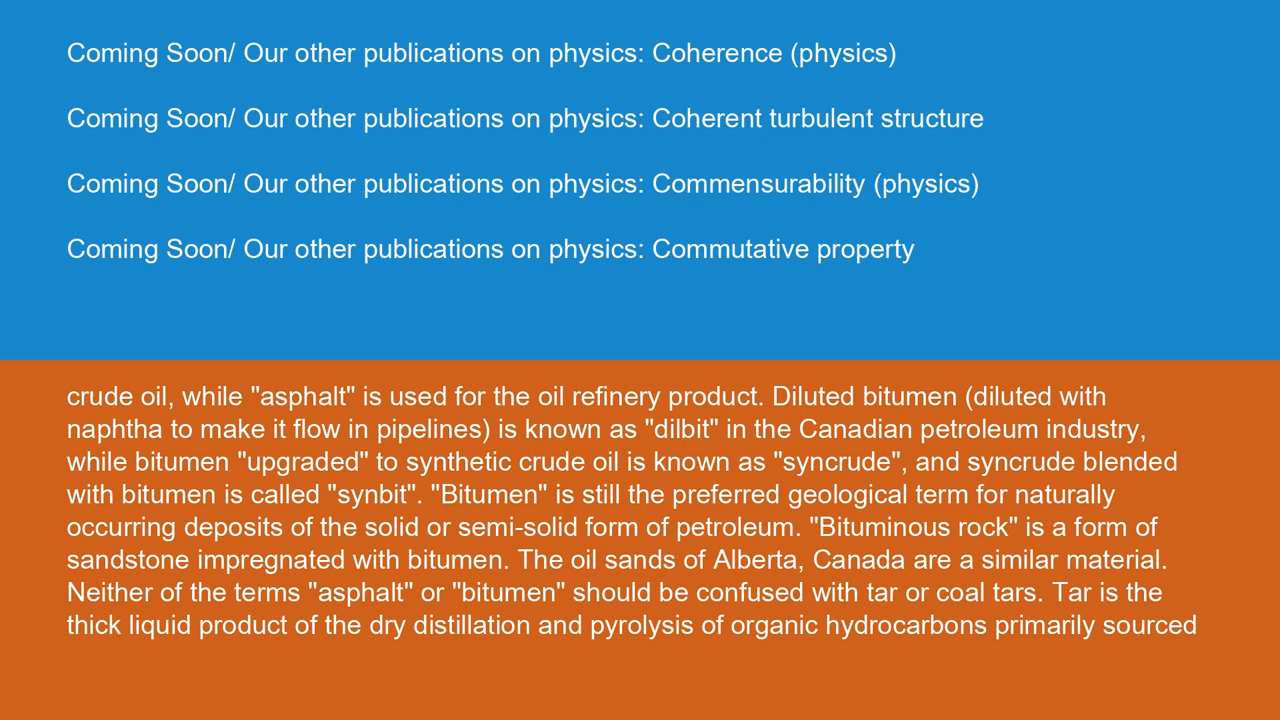 Coming Soon/ Our other publications on physics: Coherence (physics)
Coming Soon/ Our other publications on physics: Coherent turbulent structure
Coming Soon/ Our other publications on physics: Commensurability (physics)
Coming Soon/ Our other publications on physics: Commutative property
crude oil, while "asphalt" is used for the oil refinery product. Diluted bitumen (diluted with
naphtha to make it flow in pipelines) is known as "dilbit" in the Canadian petroleum industry,
while bitumen "upgraded" to synthetic crude oil is known as "syncrude", and syncrude blended
with bitumen is called "synbit". "Bitumen" is still the preferred geological term for naturally
occurring deposits of the solid or semi-solid form of petroleum. "Bituminous rock" is a form of
sandstone impregnated with bitumen. The oil sands of Alberta, Canada are a similar material.
Neither of the terms "asphalt" or "bitumen" should be confused with tar or coal tars. Tar is the
thick liquid product of the dry distillation and pyrolysis of organic hydrocarbons primarily sourced